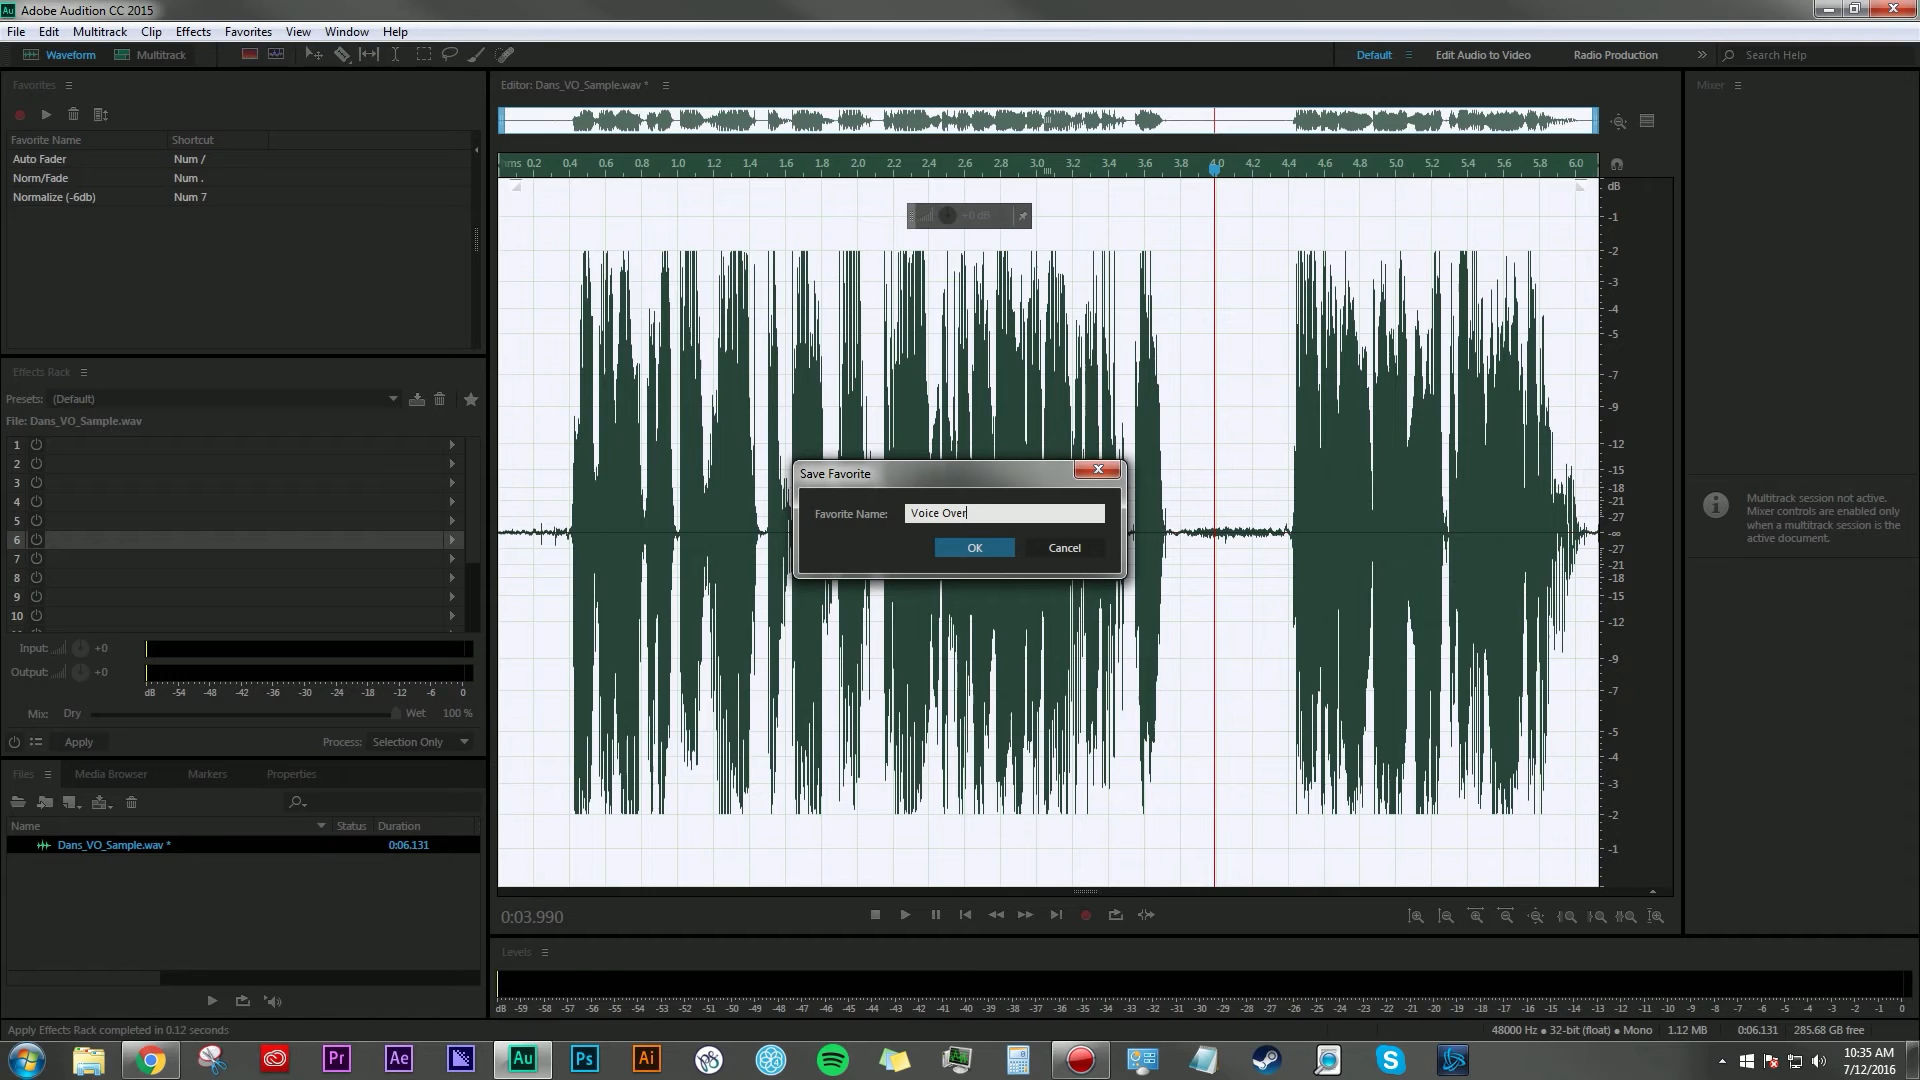 Adobe Audition CC 2015
File Edit Multitrack Clip Effects Favorites View Window Help
Waveform Multitrack Default Edit Audio to Video Radio Production Search Help
Favorites Editor: Dans_VO_Sample.wav * Mixer
Favorite Name Shortcut
Auto Fader Num /
Norm/Fade Num .
Normalize (-6db) Num 7
hms 0.2 0.4 0.6 0.8 1.0 1.2 1.4 1.6 1.8 2.0 2.2 2.4 2.6 2.8 3.0 3.2 3.4 3.6 3.8 4.0 4.2 4.4 4.6 4.8 5.0 5.2 5.4 5.6 5.8 6.0
+0 dB
dB
-1
-2
-3
-4
-5
-7
-9
-12
-15
-18
-21
-27
-∞
-27
-21
-18
-15
-12
-9
-7
-5
-4
-3
-2
-1
Effects Rack
Presets: (Default)
File: Dans_VO_Sample.wav
1
2
3
4
5
6
7
8
9
10
Save Favorite
Favorite Name: Voice Over
OK Cancel
Multitrack session not active.
Mixer controls are enabled only
when a multitrack session is the
active document.
Input: +0
Output: +0
dB -54 -48 -42 -36 -30 -24 -18 -12 -6 0
Mix: Dry Wet 100 %
Apply Process: Selection Only
Files Media Browser Markers Properties
Name Status Duration
Dans_VO_Sample.wav * 0:06.131
0:03.990
Levels
dB -59 -58 -57 -56 -55 -54 -53 -52 -51 -50 -49 -48 -47 -46 -45 -44 -43 -42 -41 -40 -39 -38 -37 -36 -35 -34 -33 -32 -31 -30 -29 -28 -27 -26 -25 -24 -23 -22 -21 -20 -19 -18 -17 -16 -15 -14 -13 -12 -11 -10 -9 -8 -7 -6 -5 -4 -3 -2 -1 0
Apply Effects Rack completed in 0.12 seconds 48000 Hz • 32-bit (float) • Mono 1.12 MB 0:06.131 285.68 GB free
Pr Ae Au Ps Ai
10:35 AM
7/12/2016